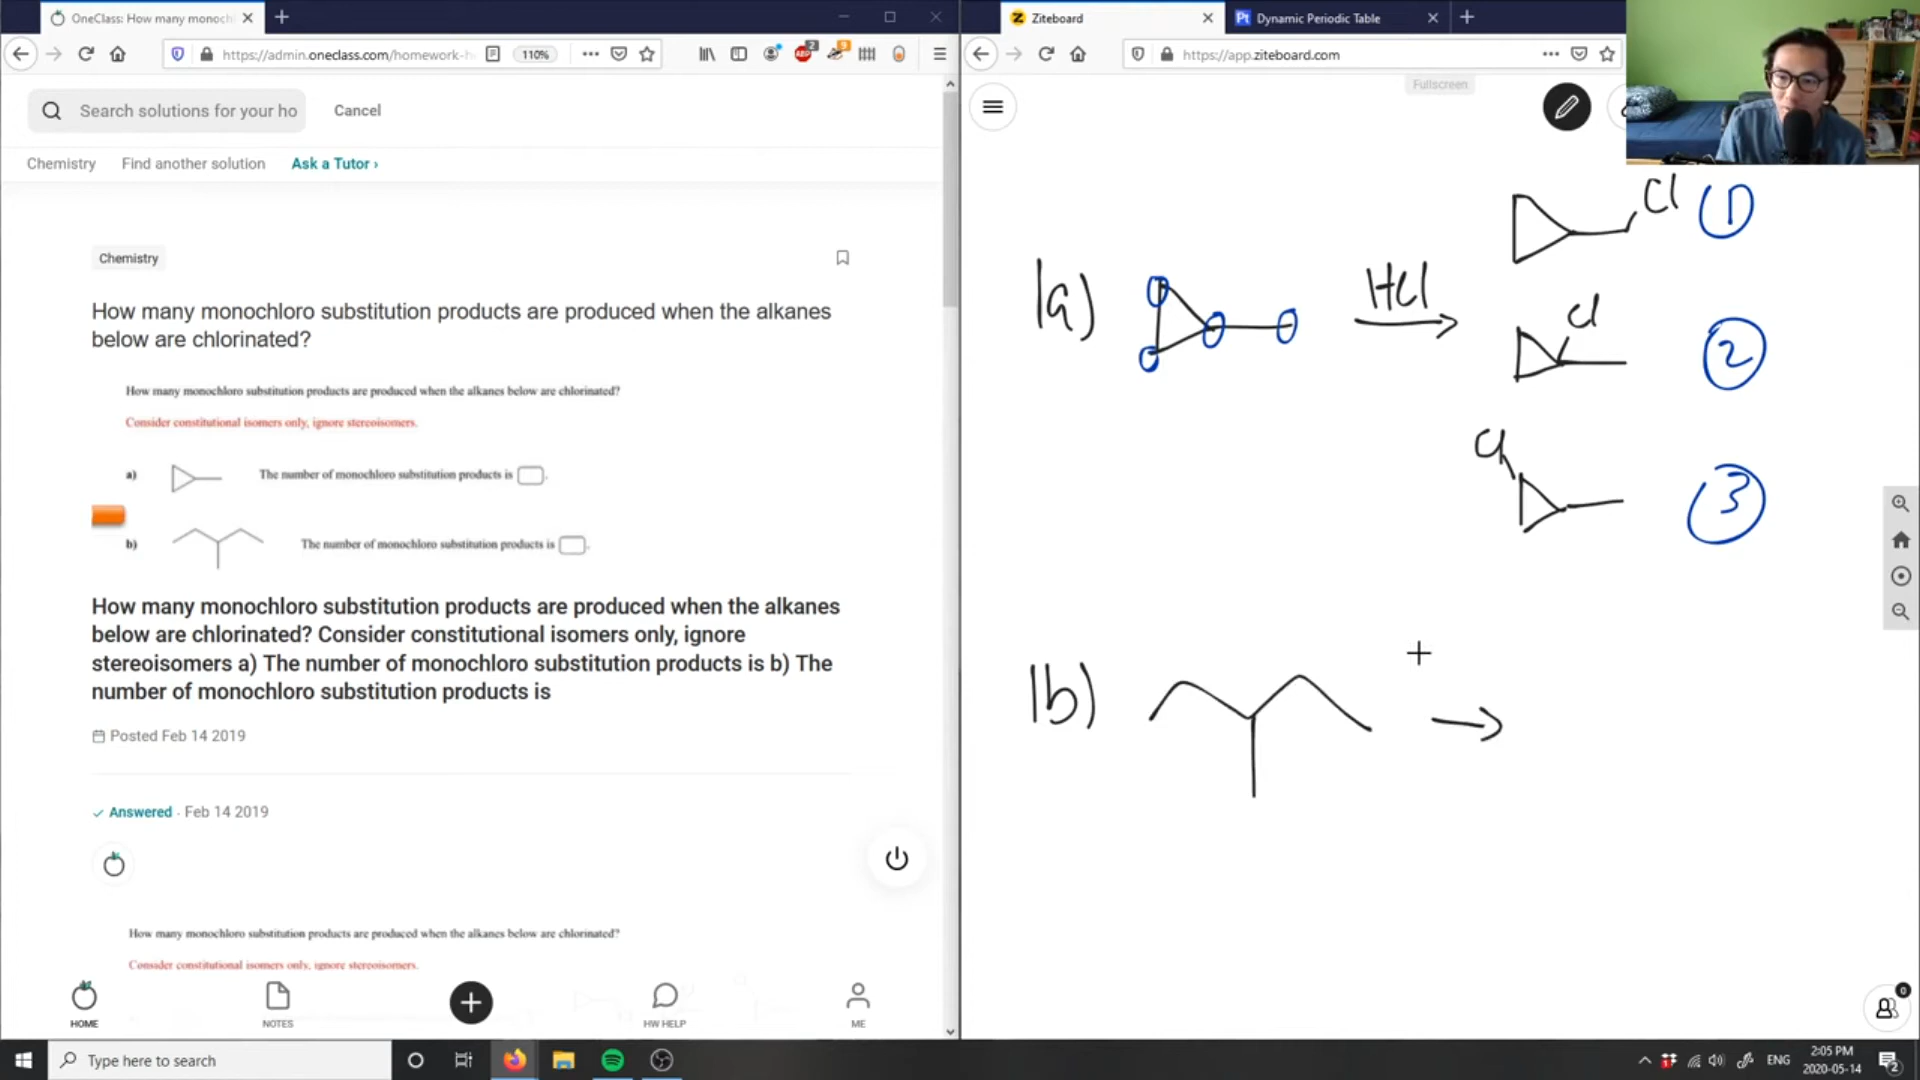 OneClass: How many monochl
https://admin.oneclass.com/homework-h
110%
2
9
Search solutions for your ho
Cancel
Chemistry
Find another solution
Ask a Tutor ›
Chemistry
How many monochloro substitution products are produced when the alkanes
below are chlorinated?
How many monochloro substitution products are produced when the alkanes below are chlorinated?
Consider constitutional isomers only, ignore stereoisomers.
a)
The number of monochloro substitution products is
.
b)
The number of monochloro substitution products is
.
How many monochloro substitution products are produced when the alkanes
below are chlorinated? Consider constitutional isomers only, ignore
stereoisomers a) The number of monochloro substitution products is b) The
number of monochloro substitution products is
Posted Feb 14 2019
Answered - Feb 14 2019
How many monochloro substitution products are produced when the alkanes below are chlorinated?
Consider constitutional isomers only, ignore stereoisomers.
HOME
NOTES
HW HELP
ME
Ziteboard
Pt
Dynamic Periodic Table
https://app.ziteboard.com
Fullscreen
1a)
HCl
Cl
1
Cl
2
Cl
3
1b)
0
Type here to search
ENG
2:05 PM
2020-05-14
2